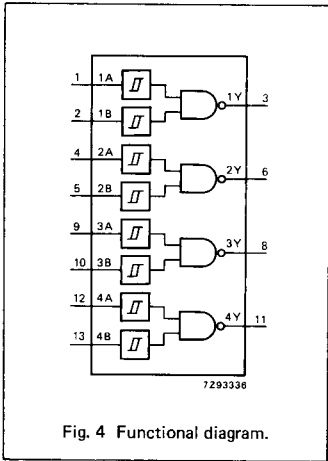 1 1A 1Y 3
2 1B
4 2A 2Y 6
5 2B
9 3A 3Y 8
10 3B
12 4A 4Y 11
13 4B
7Z93336
Fig. 4 Functional diagram.